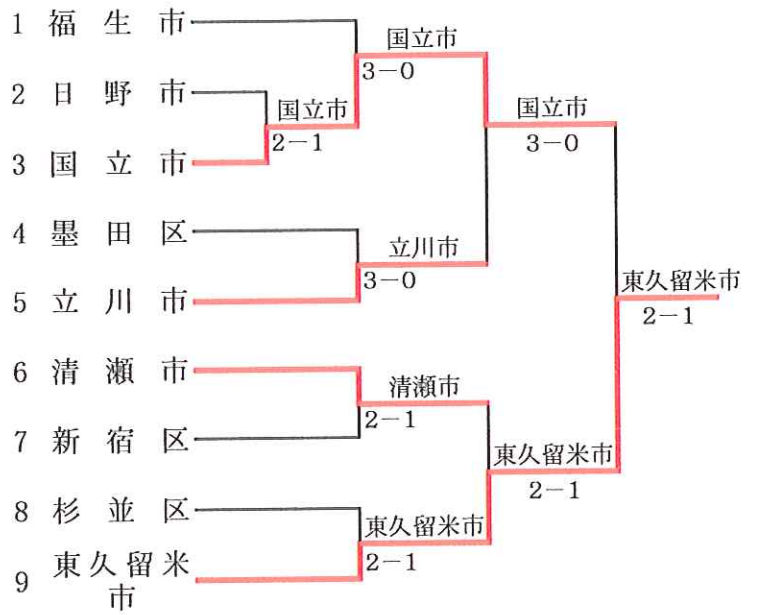 1 福生市
国立市
3－0
2 日野市
国立市
2－1
国立市
3－0
3 国立市
4 墨田区
立川市
3－0
5 立川市
東久留米市
2－1
6 清瀬市
清瀬市
2－1
7 新宿区
東久留米市
2－1
8 杉並区
東久留米市
2－1
9 東久留米
市